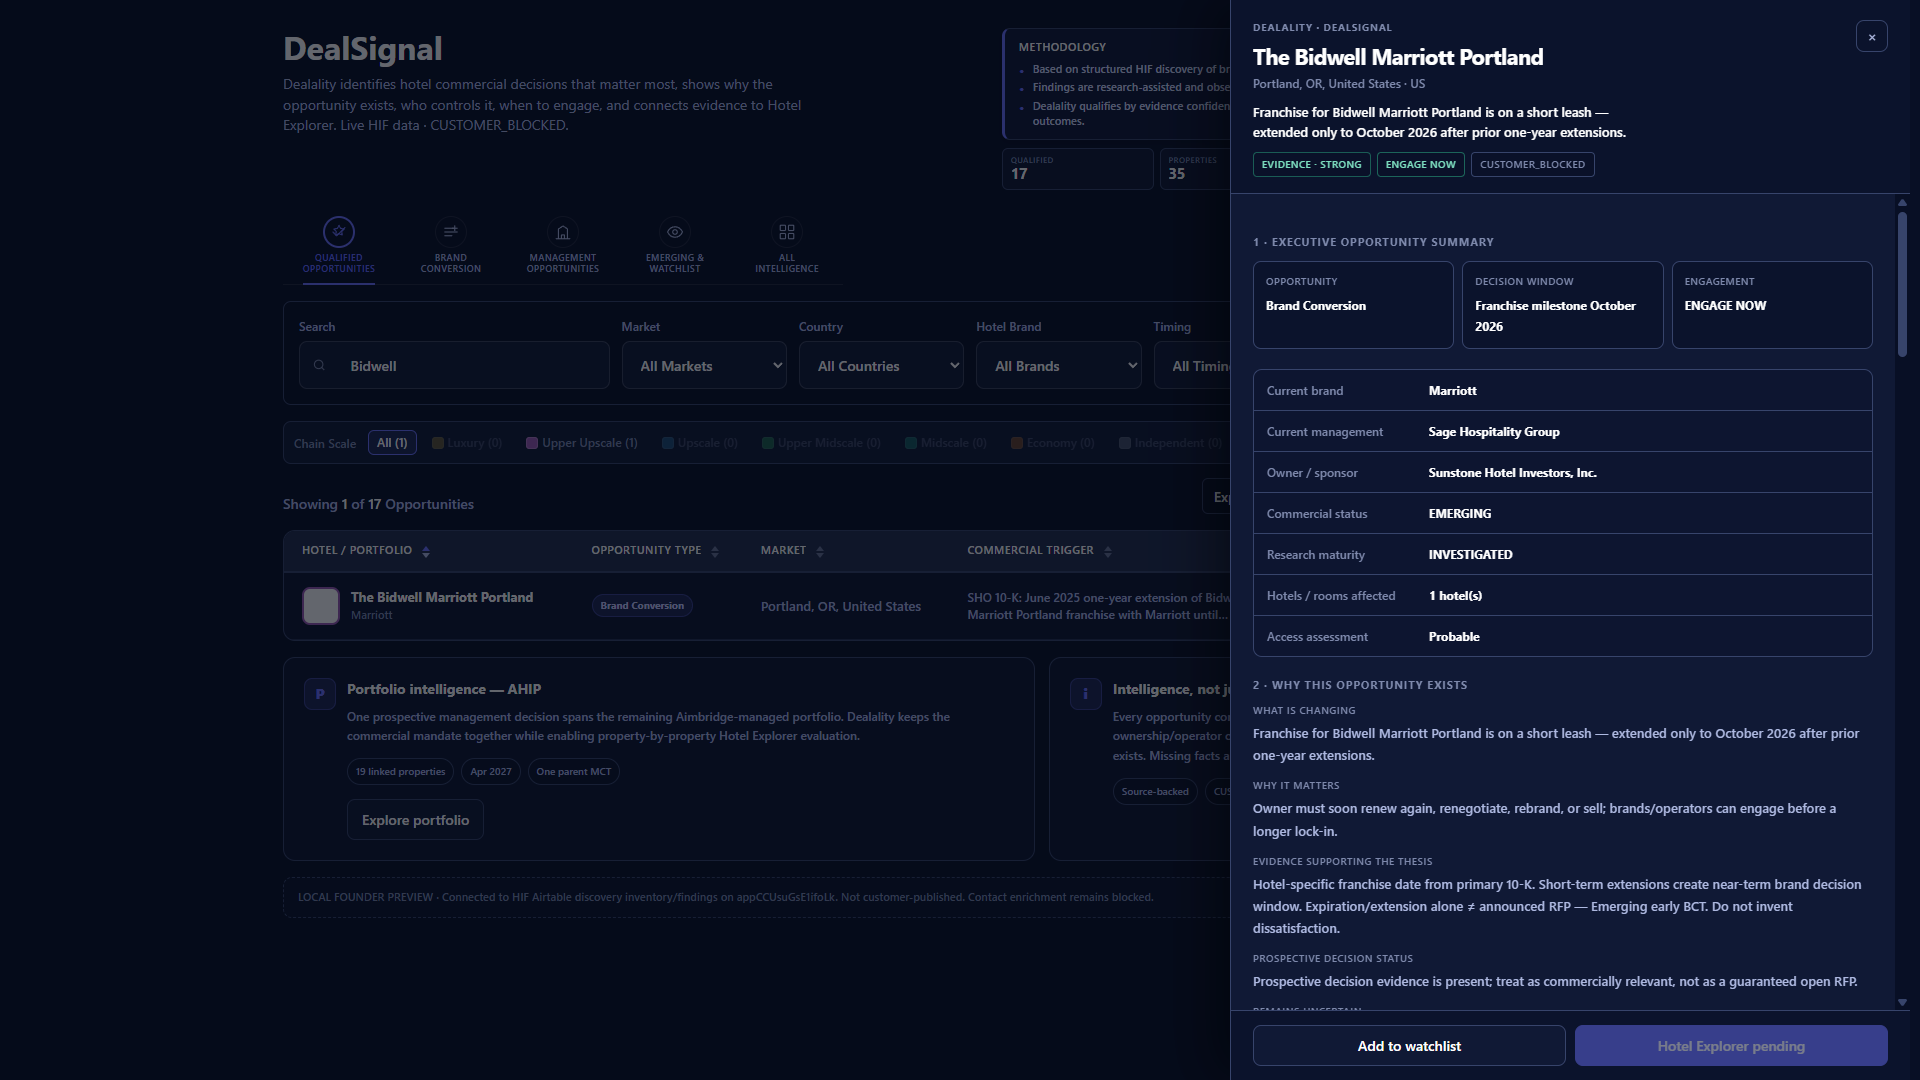 DealSignal
Dealality identifies hotel commercial decisions that matter most, shows why the
opportunity exists, who controls it, when to engage, and connects evidence to Hotel
Explorer. Live HIF data · CUSTOMER_BLOCKED.
METHODOLOGY
Based on structured HIF discovery of br
Findings are research-assisted and obse
Dealality qualifies by evidence confiden
outcomes.
QUALIFIED
17
PROPERTIES
35
QUALIFIED
OPPORTUNITIES
BRAND
CONVERSION
MANAGEMENT
OPPORTUNITIES
EMERGING &
WATCHLIST
ALL
INTELLIGENCE
Search
Market
Country
Hotel Brand
Timing
Bidwell
All Markets
All Countries
All Brands
All Timin
Chain Scale
All (1)
Luxury (0)
Upper Upscale (1)
Upscale (0)
Upper Midscale (0)
Midscale (0)
Economy (0)
Independent (0)
Showing 1 of 17 Opportunities
Exp
HOTEL / PORTFOLIO
OPPORTUNITY TYPE
MARKET
COMMERCIAL TRIGGER
The Bidwell Marriott Portland
Marriott
Brand Conversion
Portland, OR, United States
SHO 10-K: June 2025 one-year extension of Bidw
Marriott Portland franchise with Marriott until...
P
Portfolio intelligence — AHIP
One prospective management decision spans the remaining Aimbridge-managed portfolio. Dealality keeps the
commercial mandate together while enabling property-by-property Hotel Explorer evaluation.
19 linked properties
Apr 2027
One parent MCT
Explore portfolio
i
Intelligence, not ju
Every opportunity con
ownership/operator c
exists. Missing facts a
Source-backed
CUS
LOCAL FOUNDER PREVIEW · Connected to HIF Airtable discovery inventory/findings on appCCUsuGsE1ifoLk. Not customer-published. Contact enrichment remains blocked.
DEALALITY · DEALSIGNAL
×
The Bidwell Marriott Portland
Portland, OR, United States · US
Franchise for Bidwell Marriott Portland is on a short leash —
extended only to October 2026 after prior one-year extensions.
EVIDENCE · STRONG
ENGAGE NOW
CUSTOMER_BLOCKED
1 · EXECUTIVE OPPORTUNITY SUMMARY
OPPORTUNITY
Brand Conversion
DECISION WINDOW
Franchise milestone October
2026
ENGAGEMENT
ENGAGE NOW
Current brand
Marriott
Current management
Sage Hospitality Group
Owner / sponsor
Sunstone Hotel Investors, Inc.
Commercial status
EMERGING
Research maturity
INVESTIGATED
Hotels / rooms affected
1 hotel(s)
Access assessment
Probable
2 · WHY THIS OPPORTUNITY EXISTS
WHAT IS CHANGING
Franchise for Bidwell Marriott Portland is on a short leash — extended only to October 2026 after prior
one-year extensions.
WHY IT MATTERS
Owner must soon renew again, renegotiate, rebrand, or sell; brands/operators can engage before a
longer lock-in.
EVIDENCE SUPPORTING THE THESIS
Hotel-specific franchise date from primary 10-K. Short-term extensions create near-term brand decision
window. Expiration/extension alone ≠ announced RFP — Emerging early BCT. Do not invent
dissatisfaction.
PROSPECTIVE DECISION STATUS
Prospective decision evidence is present; treat as commercially relevant, not as a guaranteed open RFP.
REMAINS UNCERTAIN
Add to watchlist
Hotel Explorer pending